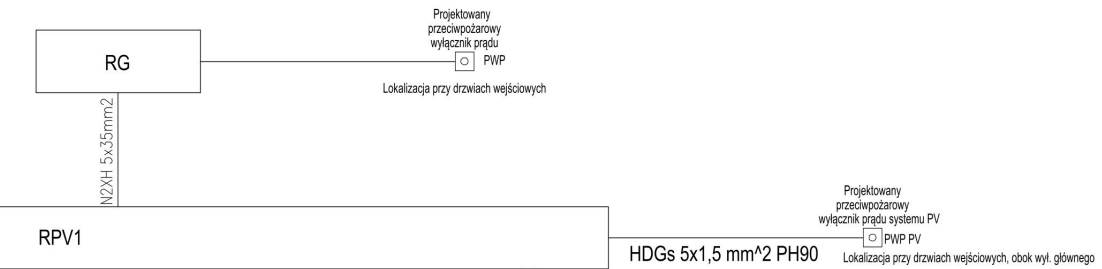 Projektowany
przeciwpożarowy
wyłącznik prądu
RG
PWP
Lokalizacja przy drzwiach wejściowych
N2XH 5x35mm2
Projektowany
przeciwpożarowy
wyłącznik prądu systemu PV
RPV1
PWP PV
HDGs 5x1,5 mm^2 PH90
Lokalizacja przy drzwiach wejściowych, obok wył. głównego